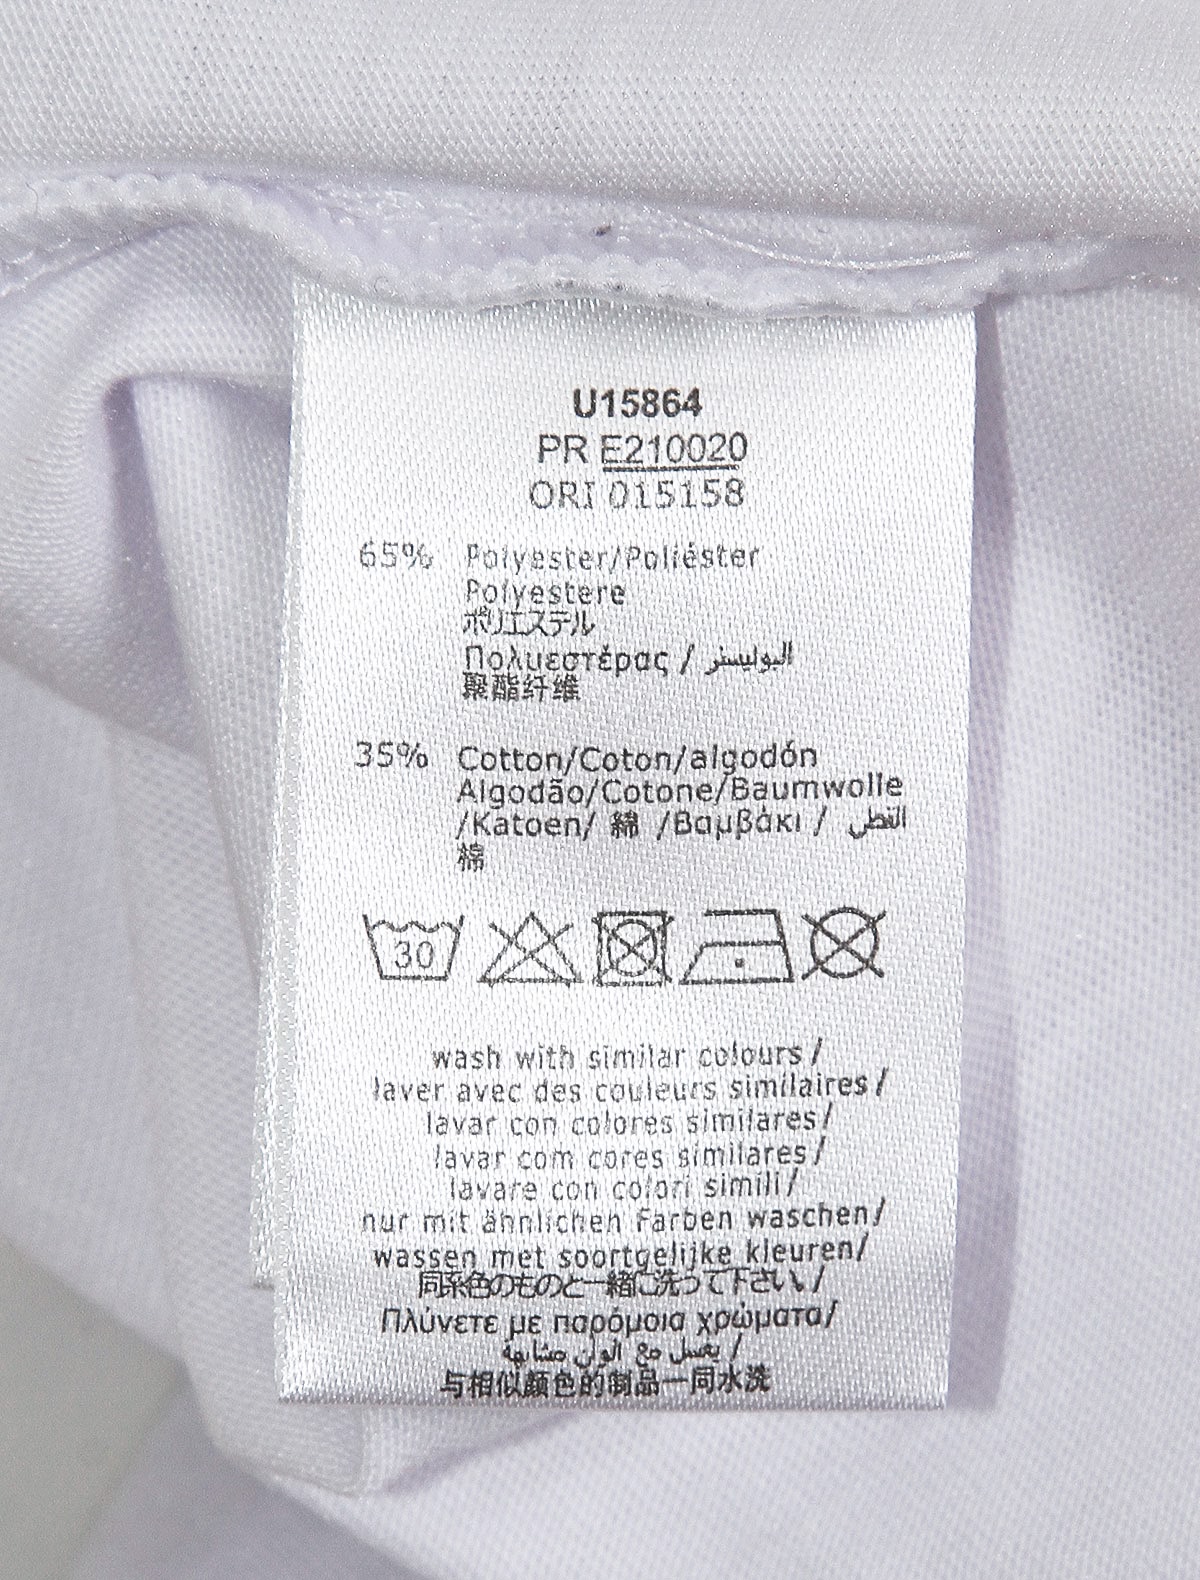 U15864
PR E210020
ORI 015158
65% Polyester/Poliéster
Polyestere
ポリエステル
Πολυεστέρας / البوليستر
聚酯纤维
35% Cotton/Coton/algodón
Algodão/Cotone/Baumwolle
/Katoen/ 綿 /Βαμβάκι / القطن
棉
30
wash with similar colours /
laver avec des couleurs similaires /
lavar con colores similares/
lavar com cores similares /
lavare con colori simili /
nur mit ähnlichen Farben waschen/
wassen met soortgelijke kleuren/
同系色のものと一緒に洗って下さい。/
Πλύνετε με παρόμοια χρώματα/
يغسل مع الوان مشابهة /
与相似颜色的制品一同水洗